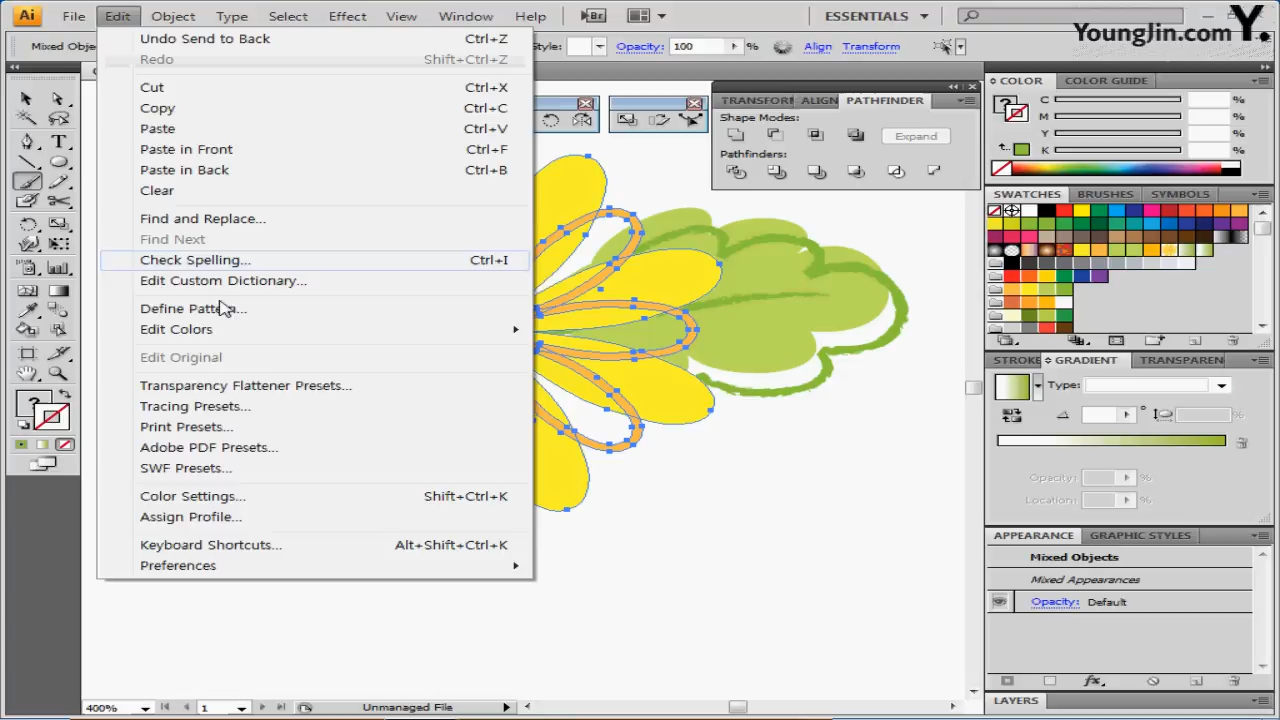 Ai File Edit Object Type Select Effect View Window Help Br ESSENTIALS
YoungJin.com Y.
Mixed Obje Style: Opacity: 100 % Align Transform
Undo Send to Back Ctrl+Z
Redo Shift+Ctrl+Z
Cut Ctrl+X
Copy Ctrl+C
Paste Ctrl+V
Paste in Front Ctrl+F
Paste in Back Ctrl+B
Clear
Find and Replace...
Find Next
Check Spelling... Ctrl+I
Edit Custom Dictionary...
Define Patte...
Edit Colors
Edit Original
Transparency Flattener Presets...
Tracing Presets...
Print Presets...
Adobe PDF Presets...
SWF Presets...
Color Settings... Shift+Ctrl+K
Assign Profile...
Keyboard Shortcuts... Alt+Shift+Ctrl+K
Preferences
TRANSFORM ALIGN PATHFINDER
Shape Modes:
Expand
Pathfinders:
COLOR COLOR GUIDE
C %
M %
Y %
K %
SWATCHES BRUSHES SYMBOLS
STROKE GRADIENT TRANSPAREN
Type:
° %
Opacity: %
Location: %
APPEARANCE GRAPHIC STYLES
Mixed Objects
Mixed Appearances
Opacity: Default
fx
LAYERS
400% 1 Unmanaged File